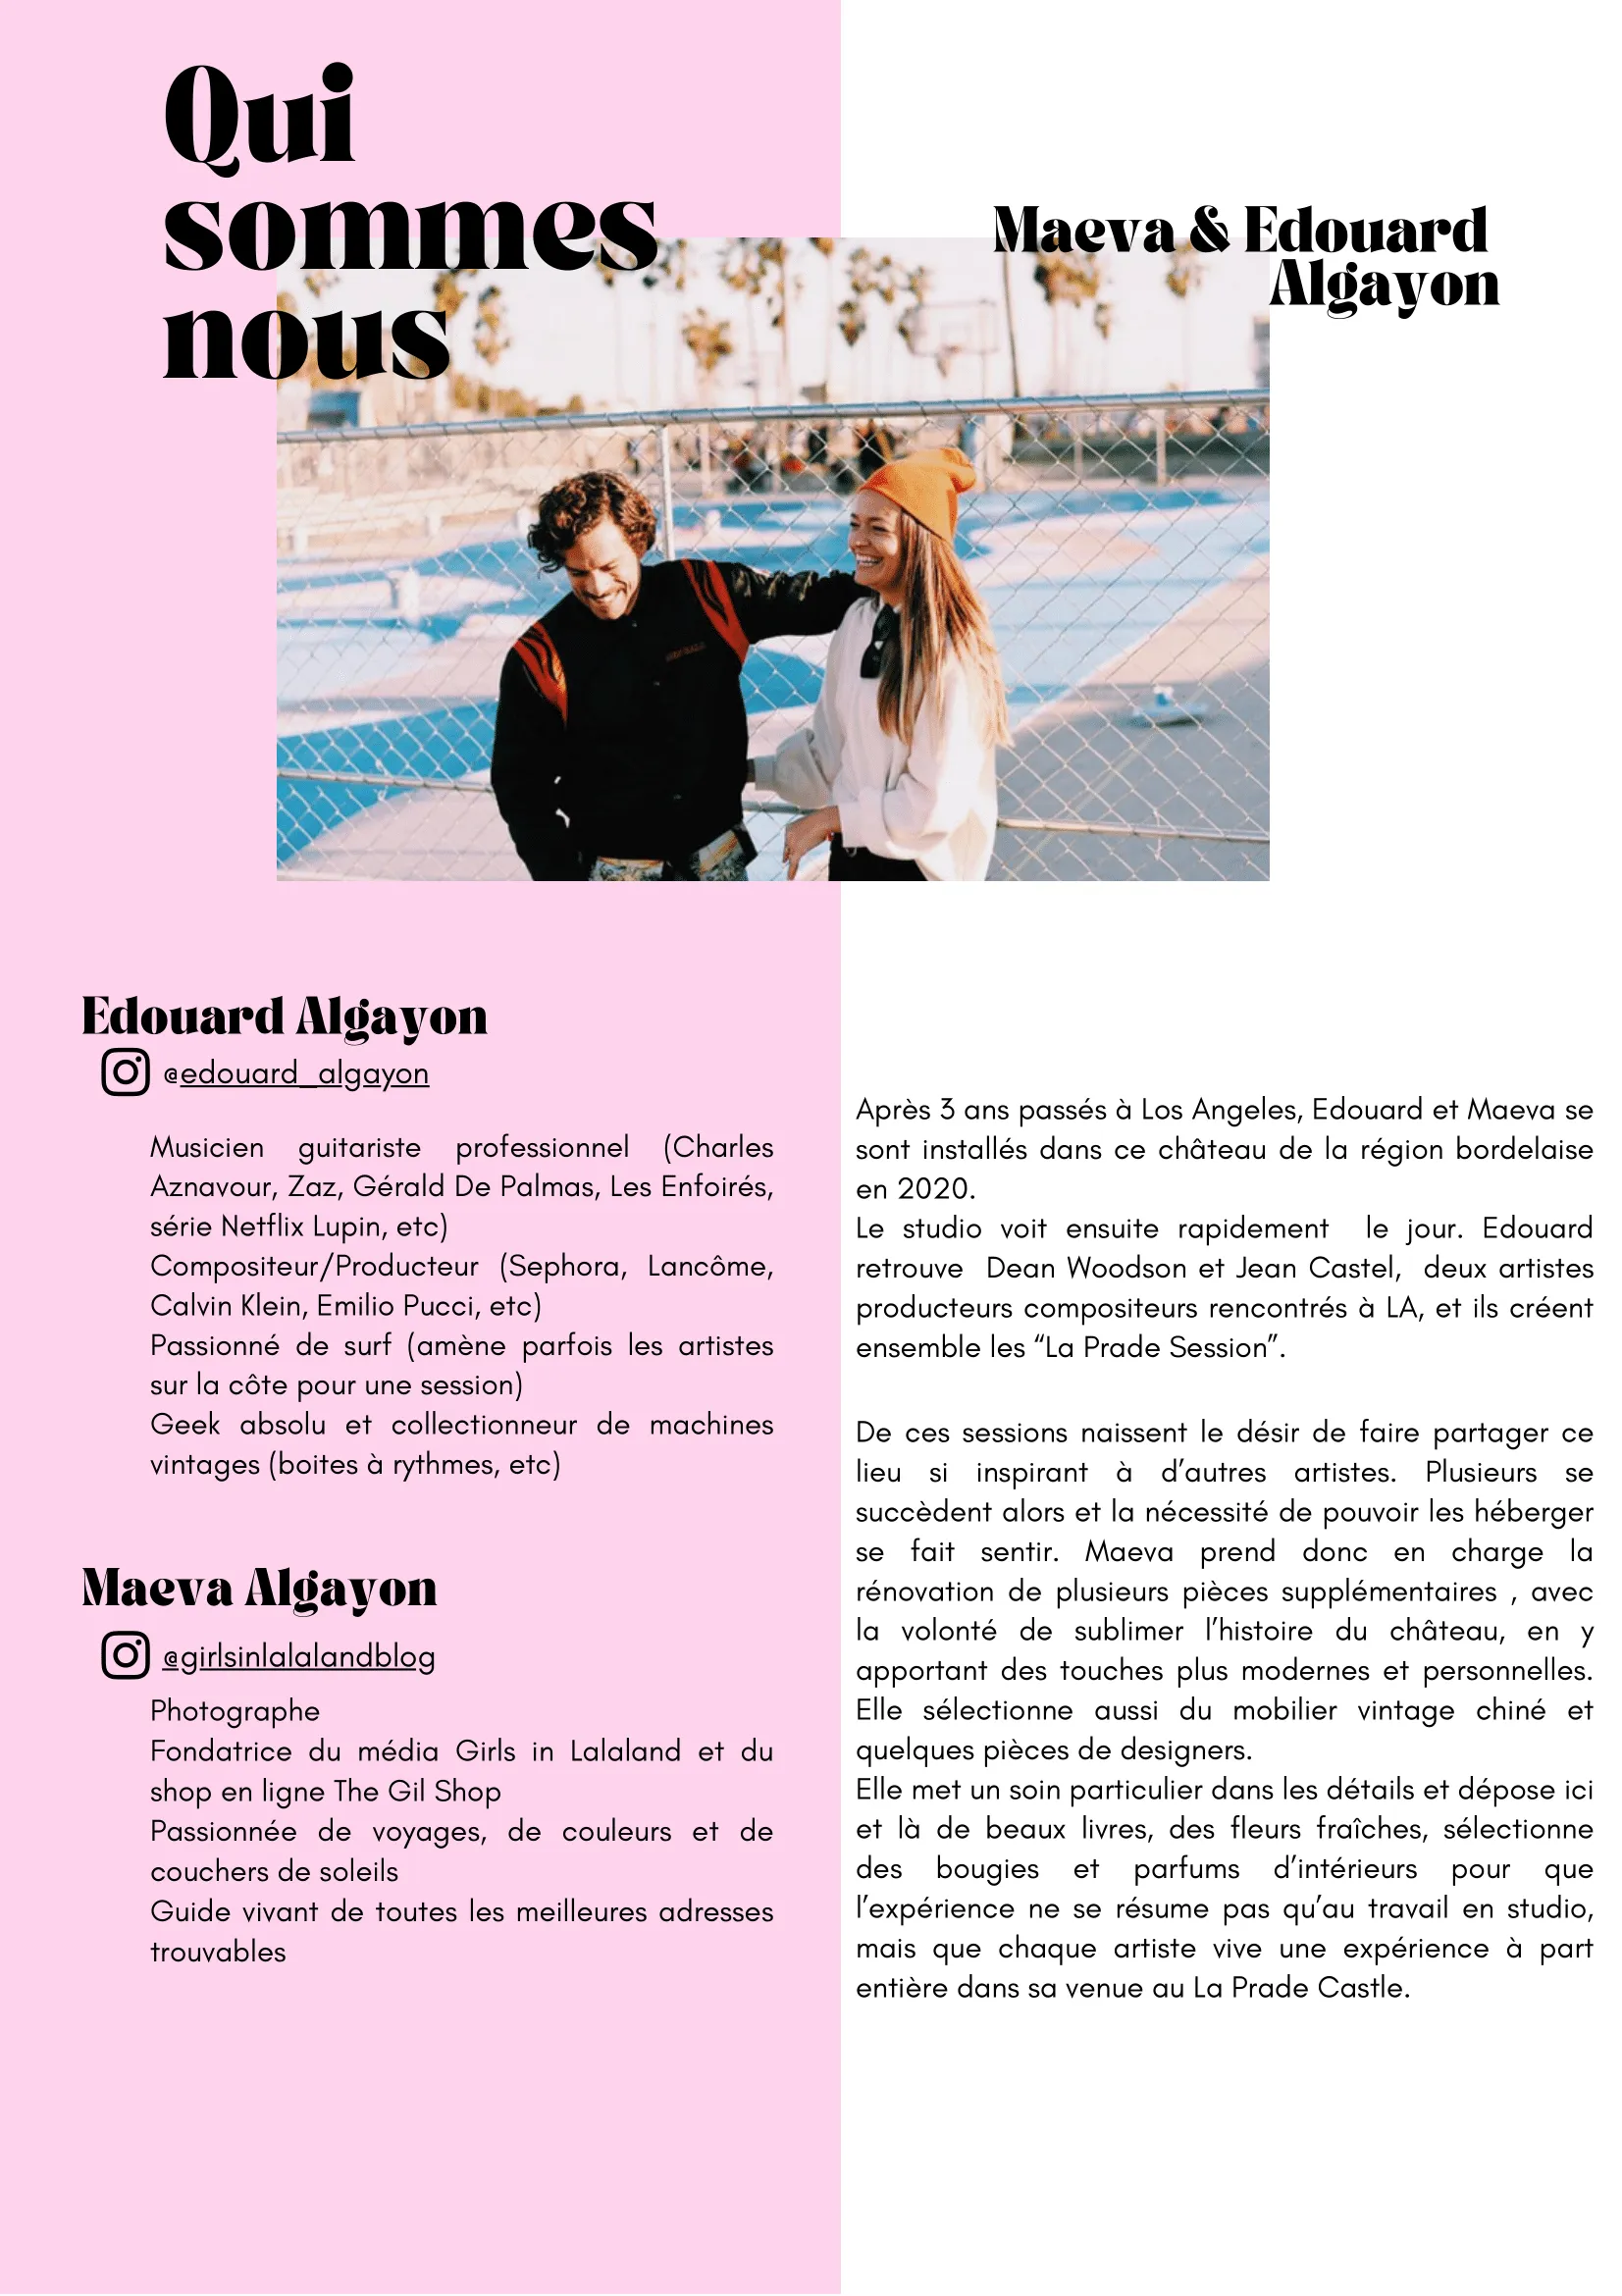 Qui
sommes
nous
Maeva & Edouard
Algayon
Edouard Algayon
@edouard_algayon
Musicien guitariste professionnel (Charles
Aznavour, Zaz, Gérald De Palmas, Les Enfoirés,
série Netflix Lupin, etc)
Compositeur/Producteur (Sephora, Lancôme,
Calvin Klein, Emilio Pucci, etc)
Passionné de surf (amène parfois les artistes
sur la côte pour une session)
Geek absolu et collectionneur de machines
vintages (boites à rythmes, etc)
Maeva Algayon
@girlsinlalalandblog
Photographe
Fondatrice du média Girls in Lalaland et du
shop en ligne The Gil Shop
Passionnée de voyages, de couleurs et de
couchers de soleils
Guide vivant de toutes les meilleures adresses
trouvables
Après 3 ans passés à Los Angeles, Edouard et Maeva se
sont installés dans ce château de la région bordelaise
en 2020.
Le studio voit ensuite rapidement le jour. Edouard
retrouve Dean Woodson et Jean Castel, deux artistes
producteurs compositeurs rencontrés à LA, et ils créent
ensemble les “La Prade Session”.
De ces sessions naissent le désir de faire partager ce
lieu si inspirant à d’autres artistes. Plusieurs se
succèdent alors et la nécessité de pouvoir les héberger
se fait sentir. Maeva prend donc en charge la
rénovation de plusieurs pièces supplémentaires , avec
la volonté de sublimer l’histoire du château, en y
apportant des touches plus modernes et personnelles.
Elle sélectionne aussi du mobilier vintage chiné et
quelques pièces de designers.
Elle met un soin particulier dans les détails et dépose ici
et là de beaux livres, des fleurs fraîches, sélectionne
des bougies et parfums d’intérieurs pour que
l’expérience ne se résume pas qu’au travail en studio,
mais que chaque artiste vive une expérience à part
entière dans sa venue au La Prade Castle.